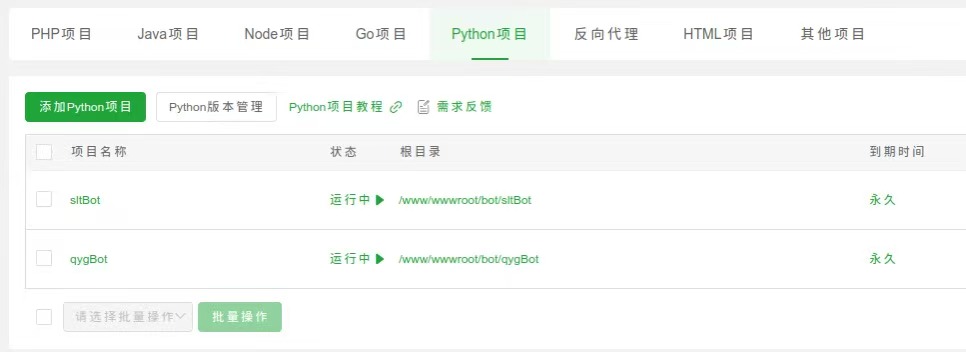 PHP项目 Java项目 Node项目 Go项目 Python项目 反向代理 HTML项目 其他项目
添加Python项目 Python版本管理 Python项目教程 需求反馈
项目名称 状态 根目录 到期时间
sltBot 运行中 /www/wwwroot/bot/sltBot 永久
qygBot 运行中 /www/wwwroot/bot/qygBot 永久
请选择批量操作 批量操作